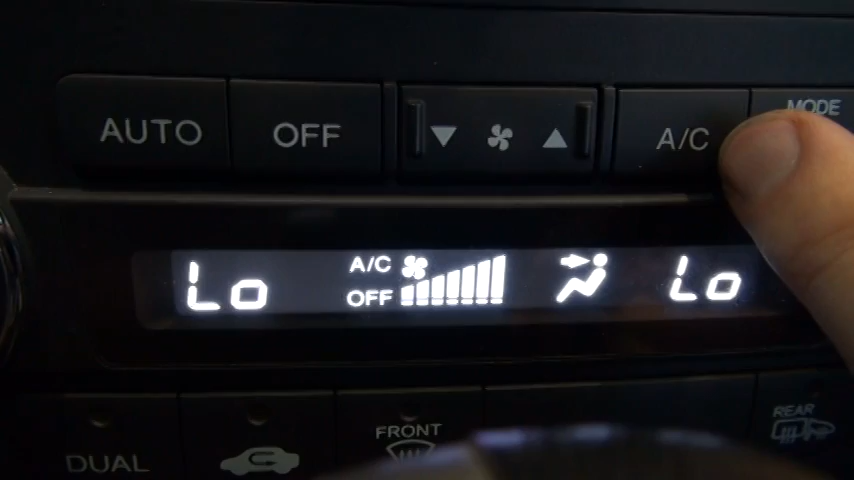 AUTO OFF A/C MODE
Lo A/C OFF Lo
DUAL FRONT REAR